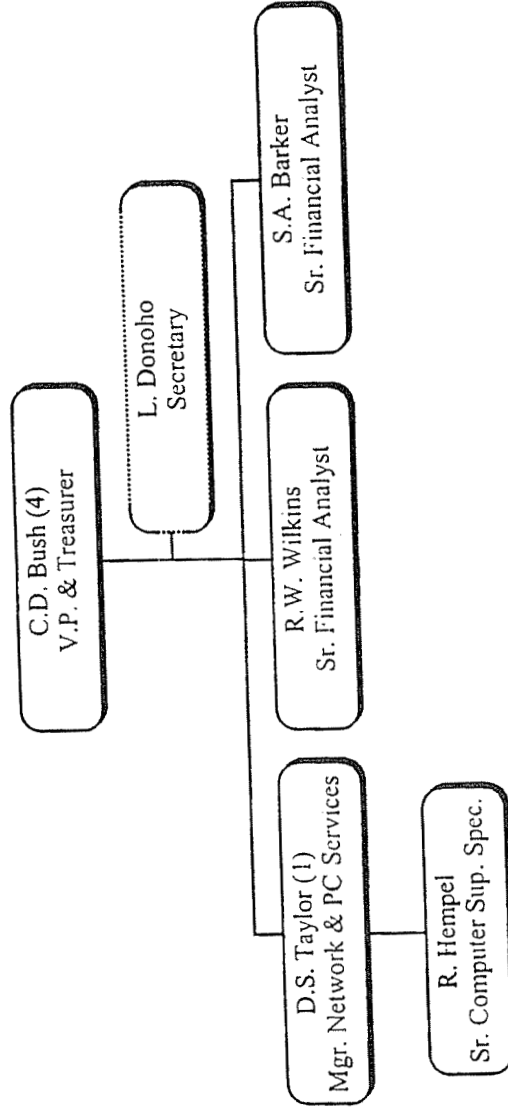 C.D. Bush (4)
V.P. & Treasurer
L. Donoho
Secretary
D.S. Taylor (1)
Mgr. Network & PC Services
R.W. Wilkins
Sr. Financial Analyst
S.A. Barker
Sr. Financial Analyst
R. Hempel
Sr. Computer Sup. Spec.